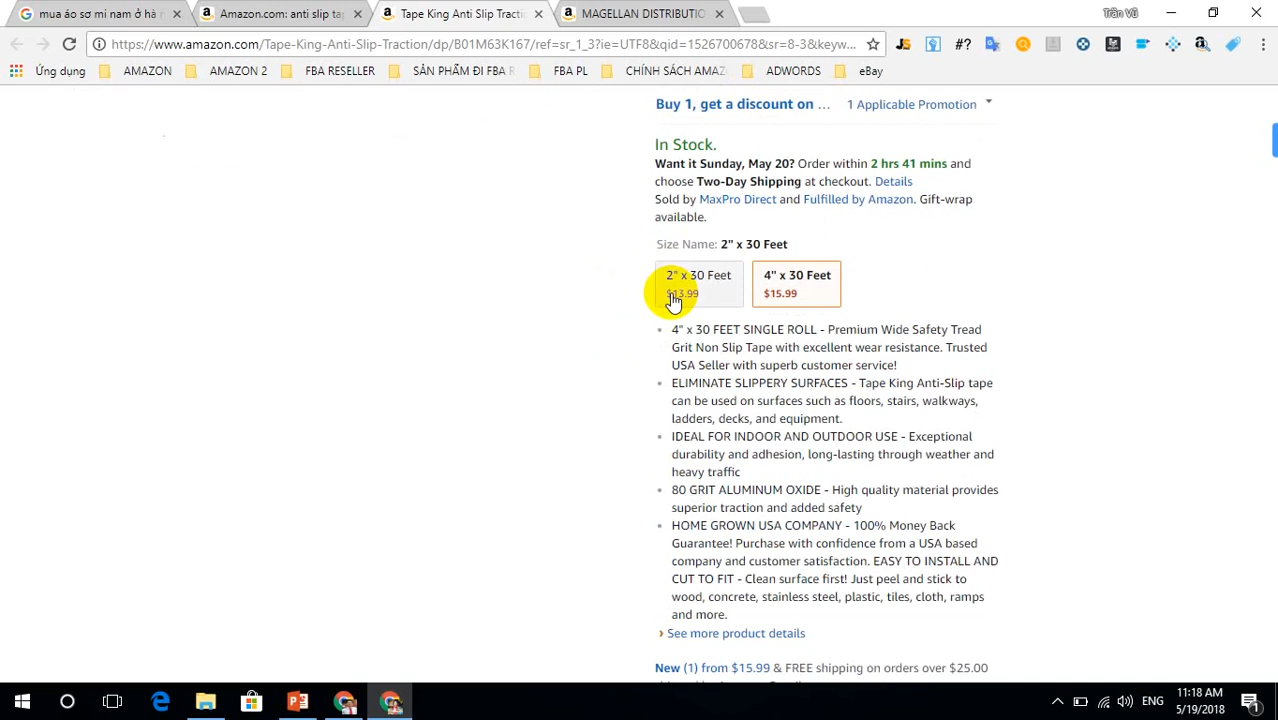 mua áo sơ mi nam ở hà n
Amazon.com: anti slip tap
Tape King Anti Slip Tractio
MAGELLAN DISTRIBUTIO
Trần Vũ
https://www.amazon.com/Tape-King-Anti-Slip-Traction/dp/B01M63K167/ref=sr_1_3?ie=UTF8&qid=1526700678&sr=8-3&keyw...
JS
#?
Ứng dụng
AMAZON
AMAZON 2
FBA RESELLER
SẢN PHẨM ĐI FBA R
FBA PL
CHÍNH SÁCH AMAZ
ADWORDS
eBay
Buy 1, get a discount on ... 1 Applicable Promotion
In Stock.
Want it Sunday, May 20? Order within 2 hrs 41 mins and
choose Two-Day Shipping at checkout. Details
Sold by MaxPro Direct and Fulfilled by Amazon. Gift-wrap
available.
Size Name: 2" x 30 Feet
2" x 30 Feet
$13.99
4" x 30 Feet
$15.99
4" x 30 FEET SINGLE ROLL - Premium Wide Safety Tread
Grit Non Slip Tape with excellent wear resistance. Trusted
USA Seller with superb customer service!
ELIMINATE SLIPPERY SURFACES - Tape King Anti-Slip tape
can be used on surfaces such as floors, stairs, walkways,
ladders, decks, and equipment.
IDEAL FOR INDOOR AND OUTDOOR USE - Exceptional
durability and adhesion, long-lasting through weather and
heavy traffic
80 GRIT ALUMINUM OXIDE - High quality material provides
superior traction and added safety
HOME GROWN USA COMPANY - 100% Money Back
Guarantee! Purchase with confidence from a USA based
company and customer satisfaction. EASY TO INSTALL AND
CUT TO FIT - Clean surface first! Just peel and stick to
wood, concrete, stainless steel, plastic, tiles, cloth, ramps
and more.
› See more product details
New (1) from $15.99 & FREE shipping on orders over $25.00
ENG
11:18 AM
5/19/2018
1